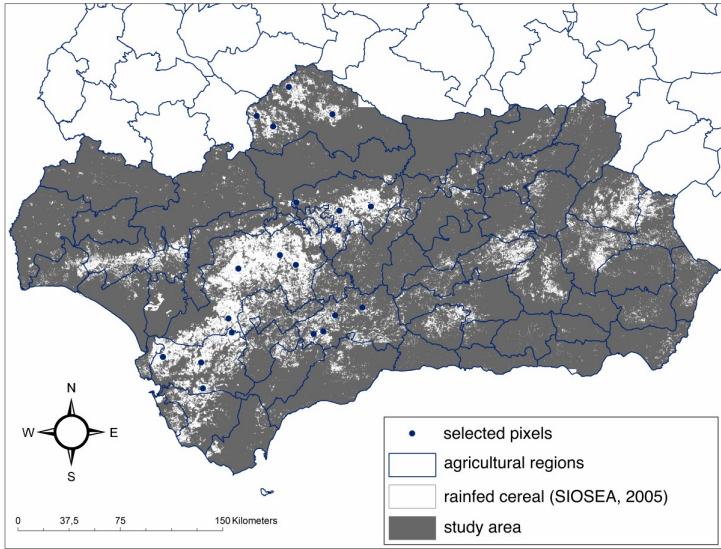 N
W E
S
0 37,5 75 150 Kilometers
selected pixels
agricultural regions
rainfed cereal (SIOSEA, 2005)
study area